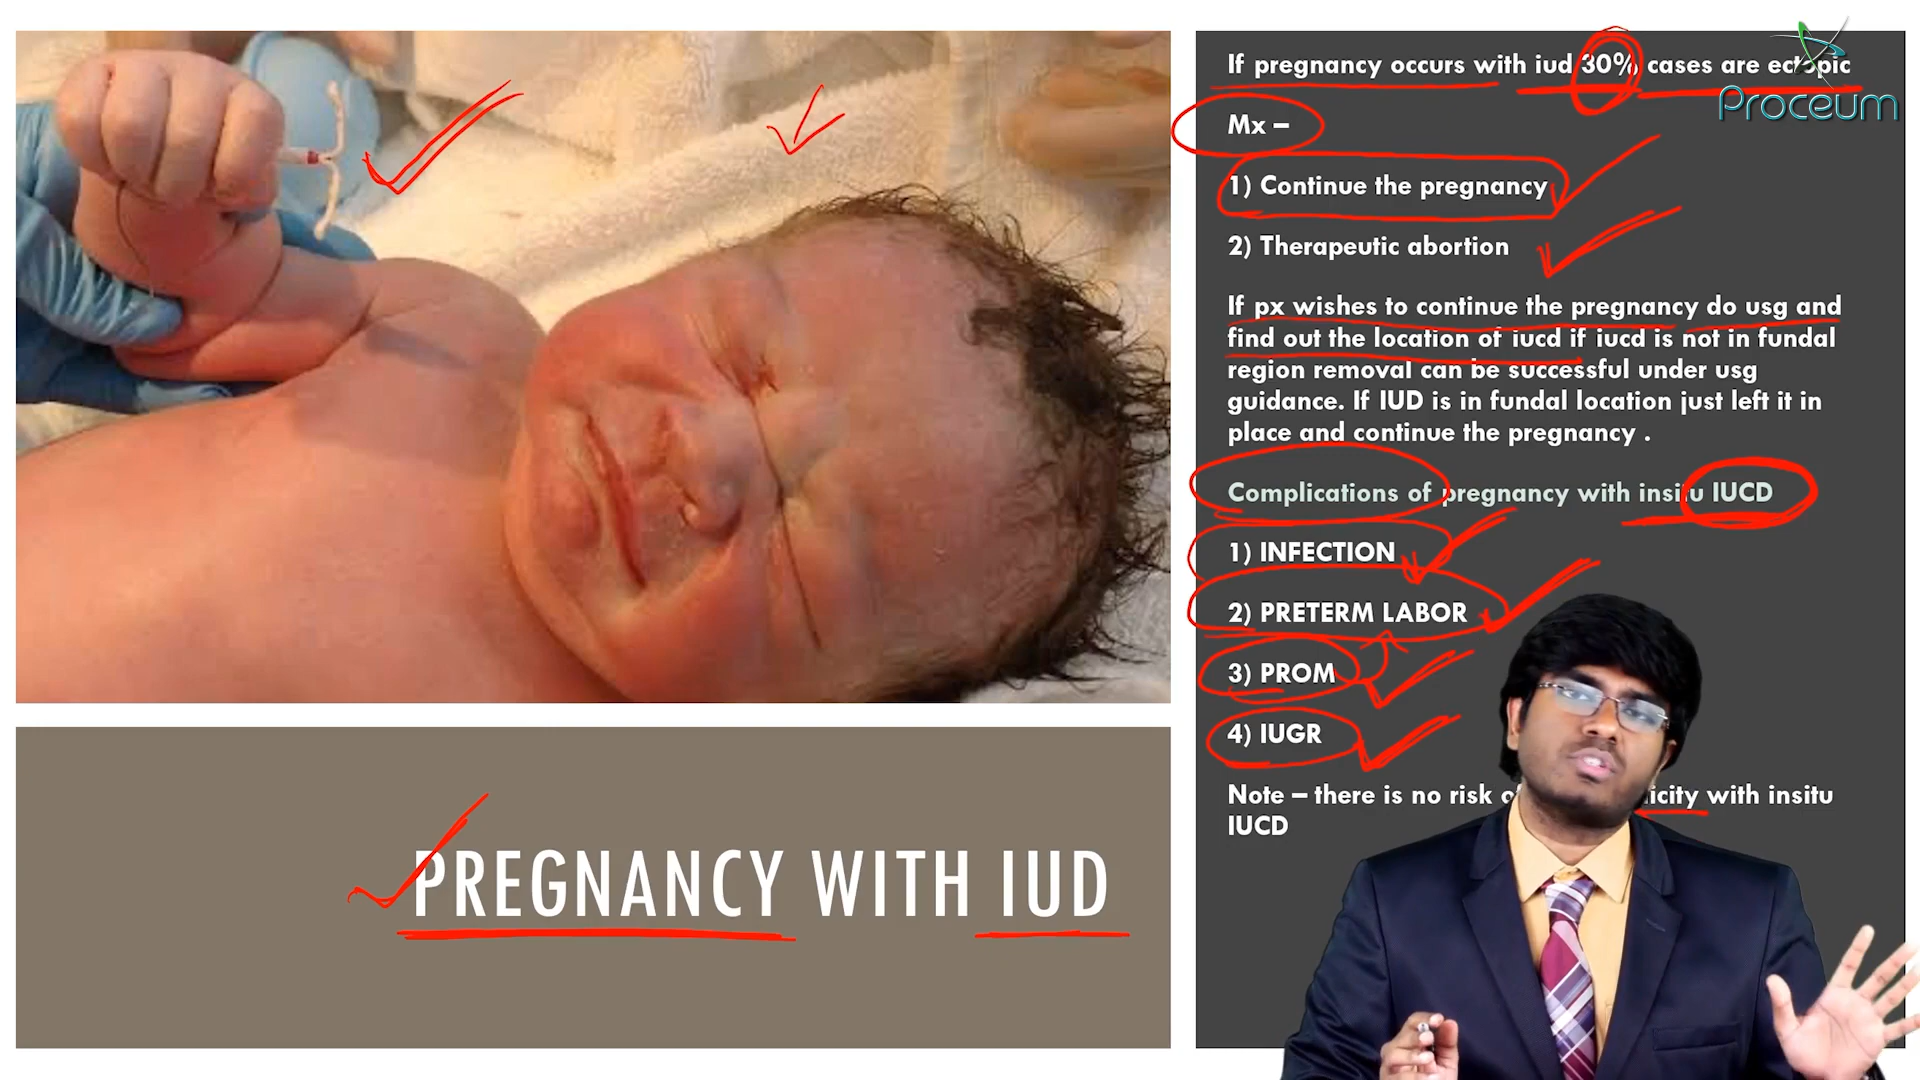 If pregnancy occurs with iud 30% cases are ectopic
Proceum
Mx –
1) Continue the pregnancy
2) Therapeutic abortion
If px wishes to continue the pregnancy do usg and
find out the location of iucd if iucd is not in fundal
region removal can be successful under usg
guidance. If IUD is in fundal location just left it in
place and continue the pregnancy .
Complications of pregnancy with insitu IUCD
1) INFECTION
2) PRETERM LABOR
3) PROM
4) IUGR
Note – there is no risk of with insitu
IUCD
PREGNANCY WITH IUD